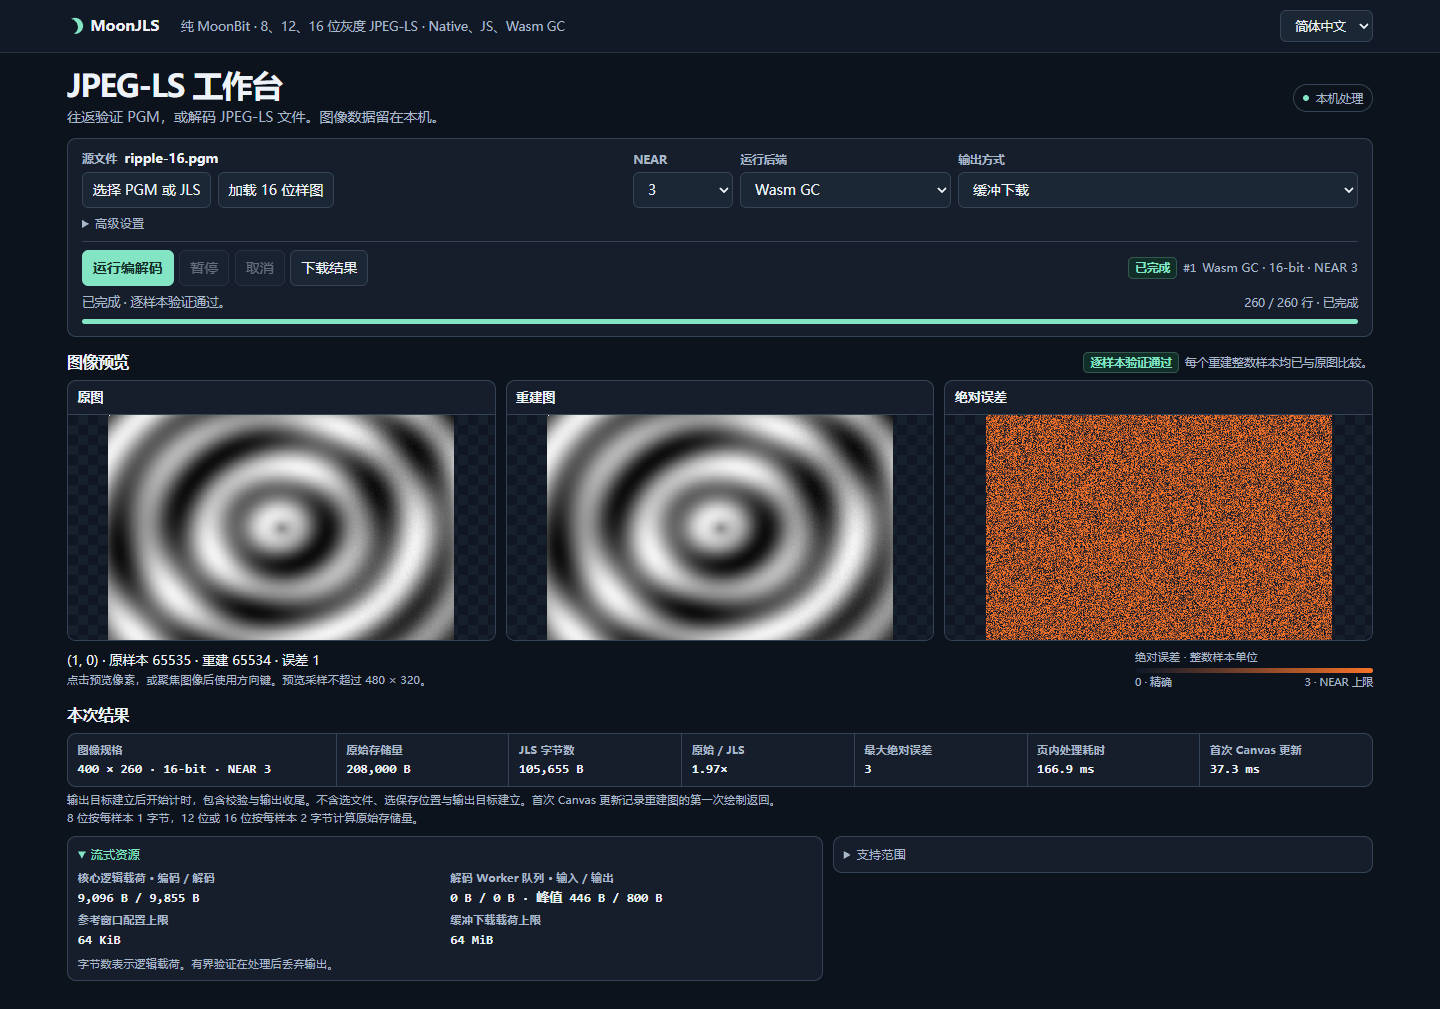 MoonJLS
纯 MoonBit · 8、12、16 位灰度 JPEG-LS · Native、JS、Wasm GC
简体中文
JPEG-LS 工作台
往返验证 PGM，或解码 JPEG-LS 文件。图像数据留在本机。
本机处理
源文件 ripple-16.pgm
NEAR
运行后端
输出方式
选择 PGM 或 JLS
加载 16 位样图
3
Wasm GC
缓冲下载
高级设置
运行编解码
暂停
取消
下载结果
已完成 #1 Wasm GC · 16-bit · NEAR 3
已完成 · 逐样本验证通过。
260 / 260 行 · 已完成
图像预览
逐样本验证通过 每个重建整数样本均已与原图比较。
原图
重建图
绝对误差
(1, 0) · 原样本 65535 · 重建 65534 · 误差 1
点击预览像素，或聚焦图像后使用方向键。预览采样不超过 480 × 320。
绝对误差 · 整数样本单位
0 · 精确
3 · NEAR 上限
本次结果
图像规格
400 × 260 · 16-bit · NEAR 3
原始存储量
208,000 B
JLS 字节数
105,655 B
原始 / JLS
1.97×
最大绝对误差
3
页内处理耗时
166.9 ms
首次 Canvas 更新
37.3 ms
输出目标建立后开始计时，包含校验与输出收尾。不含选文件、选保存位置与输出目标建立。首次 Canvas 更新记录重建图的第一次绘制返回。
8 位按每样本 1 字节，12 位或 16 位按每样本 2 字节计算原始存储量。
流式资源
核心逻辑载荷 · 编码 / 解码
9,096 B / 9,855 B
解码 Worker 队列 · 输入 / 输出
0 B / 0 B · 峰值 446 B / 800 B
参考窗口配置上限
64 KiB
缓冲下载载荷上限
64 MiB
字节数表示逻辑载荷。有界验证在处理后丢弃输出。
支持范围